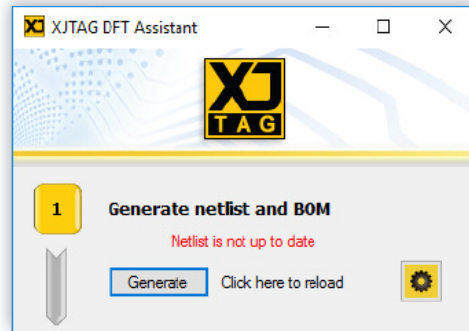 XJ XJTAG DFT Assistant
XJ
TAG
1
Generate netlist and BOM
Netlist is not up to date
Generate Click here to reload